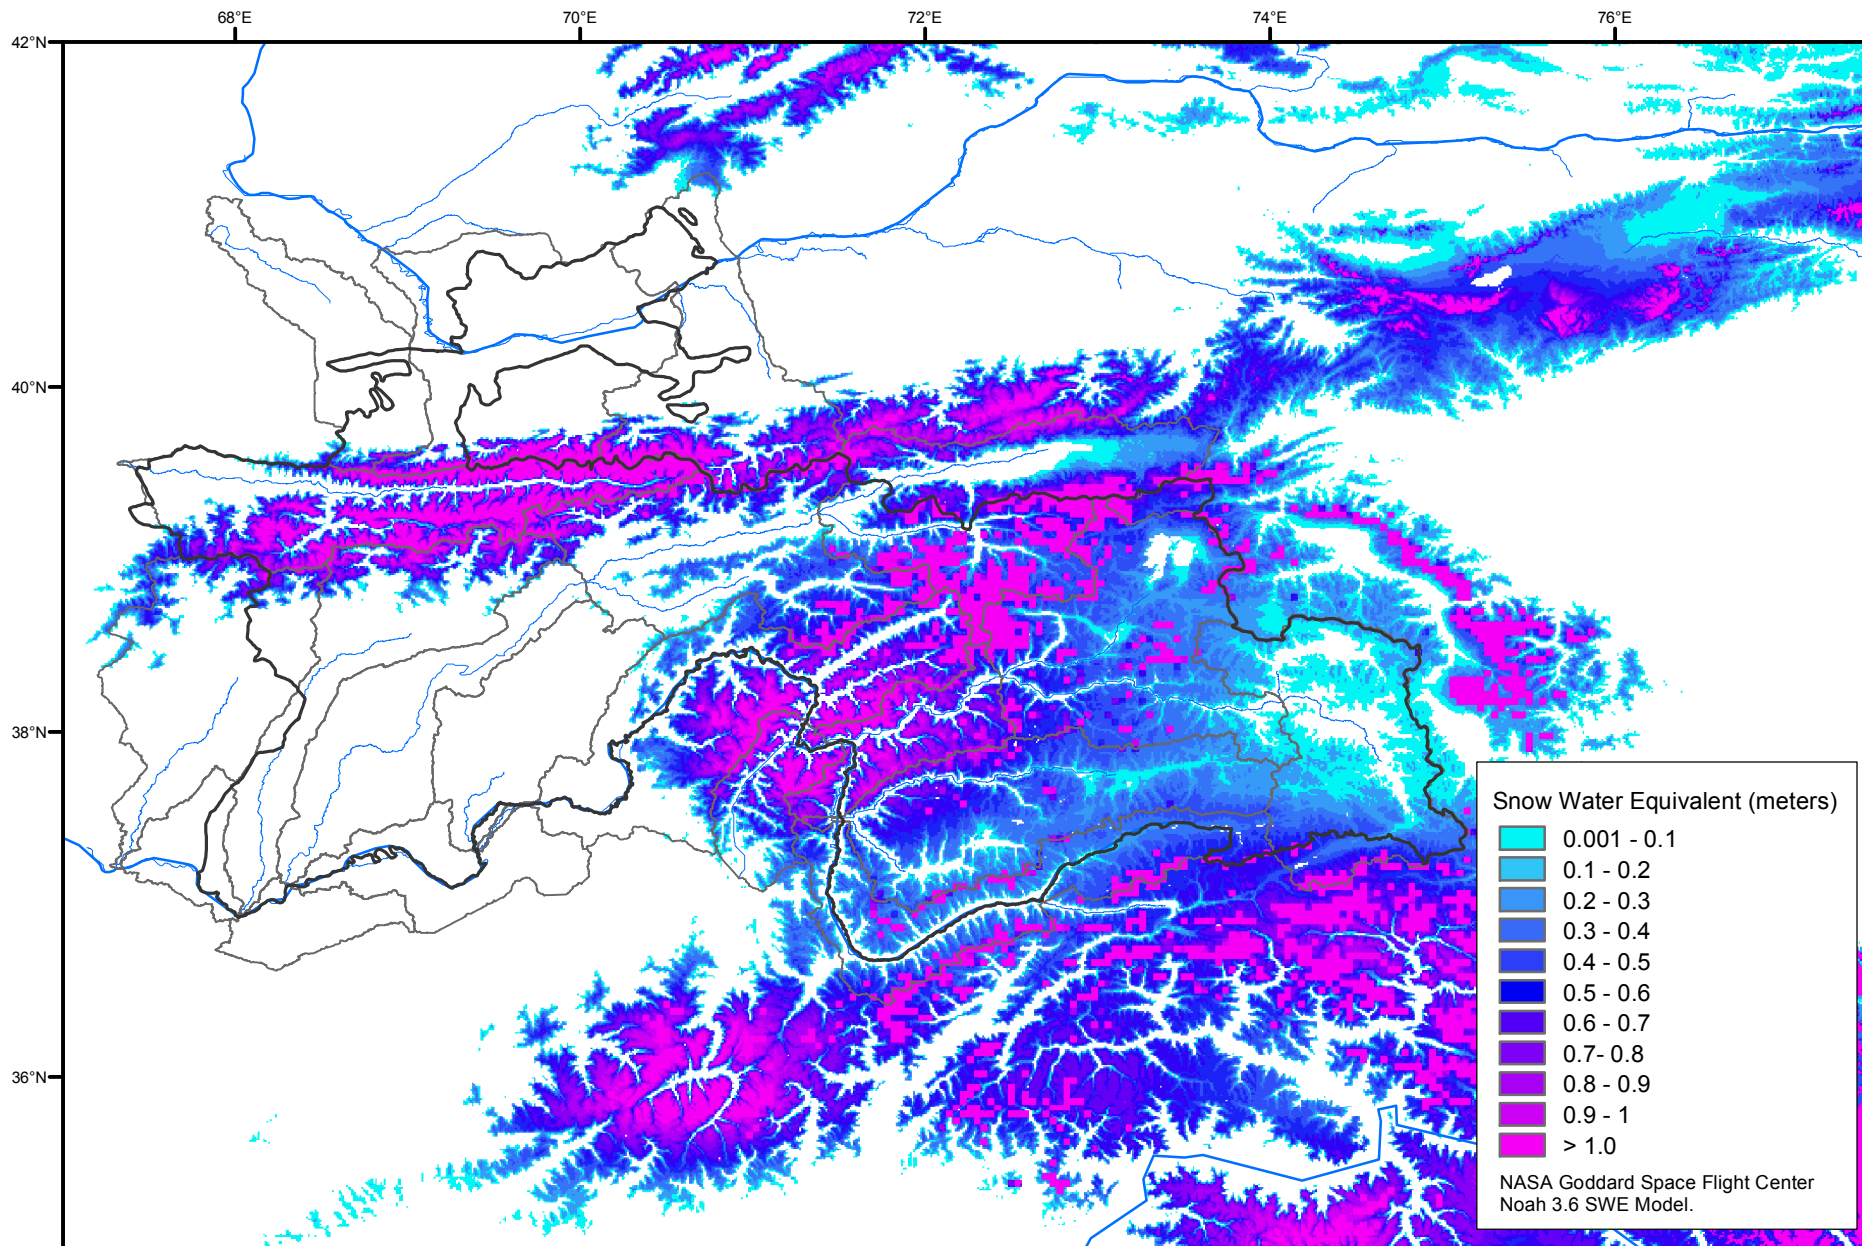 68°E 70°E 72°E 74°E 76°E
42°N
40°N
38°N
36°N
Snow Water Equivalent (meters)
0.001 - 0.1
0.1 - 0.2
0.2 - 0.3
0.3 - 0.4
0.4 - 0.5
0.5 - 0.6
0.6 - 0.7
0.7- 0.8
0.8 - 0.9
0.9 - 1
> 1.0
NASA Goddard Space Flight Center
Noah 3.6 SWE Model.